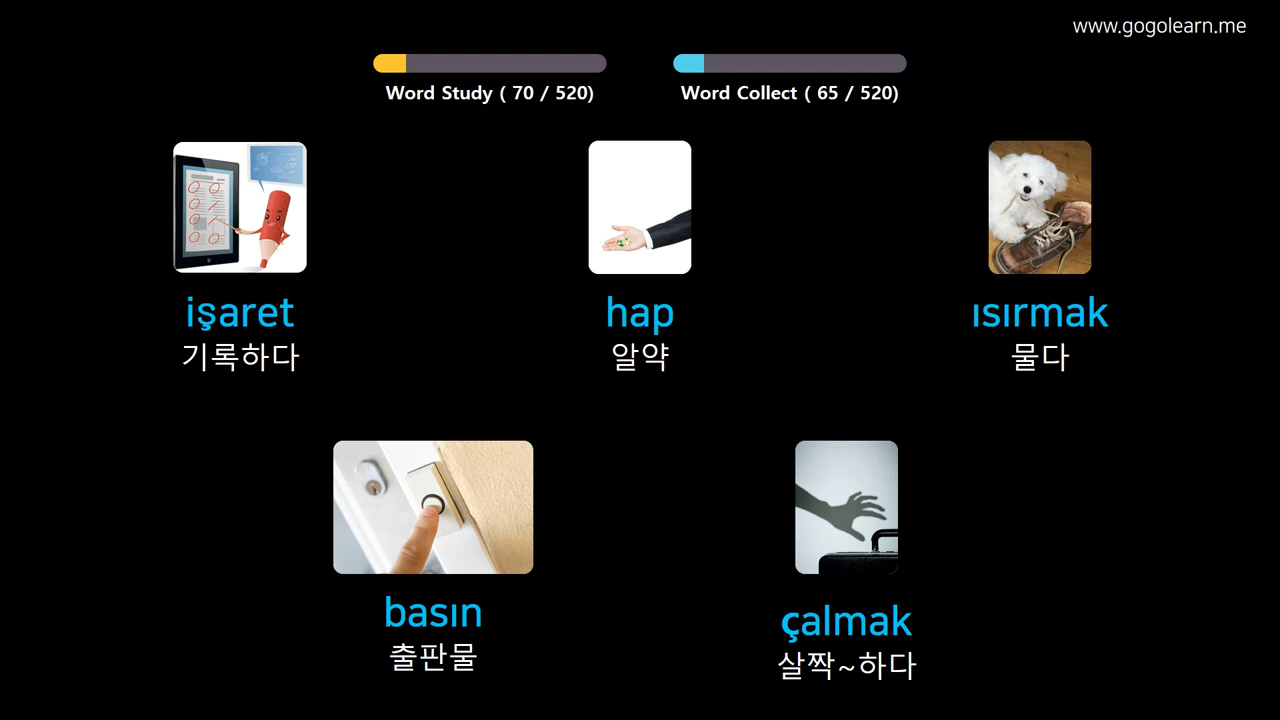 www.gogolearn.me
Word Study ( 70 / 520)
Word Collect ( 65 / 520)
işaret
기록하다
hap
알약
ısırmak
물다
basın
출판물
çalmak
살짝~하다